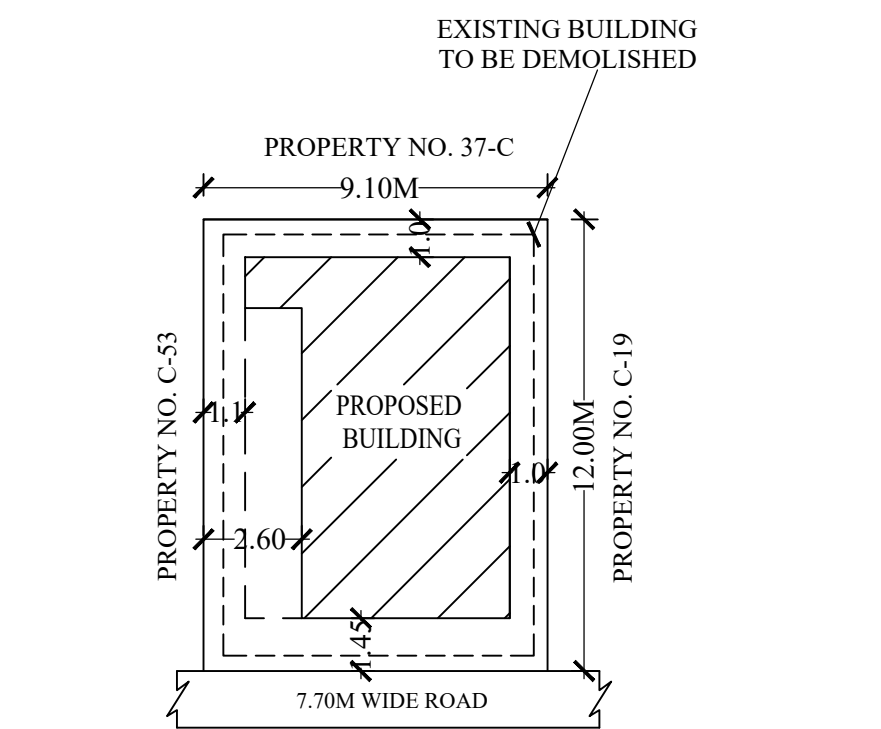 EXISTING BUILDING
TO BE DEMOLISHED
PROPERTY NO. 37-C
9.10M
1.0
PROPERTY NO. C-53
1.1
PROPOSED
BUILDING
1.0
12.00M
PROPERTY NO. C-19
2.60
1.45
7.70M WIDE ROAD